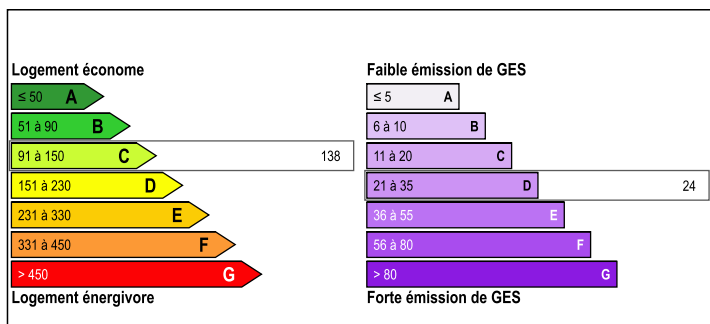 Logement économe
≤ 50 A
51 à 90 B
91 à 150 C 138
151 à 230 D
231 à 330 E
331 à 450 F
> 450 G
Logement énergivore
Faible émission de GES
≤ 5 A
6 à 10 B
11 à 20 C
21 à 35 D 24
36 à 55 E
56 à 80 F
> 80 G
Forte émission de GES